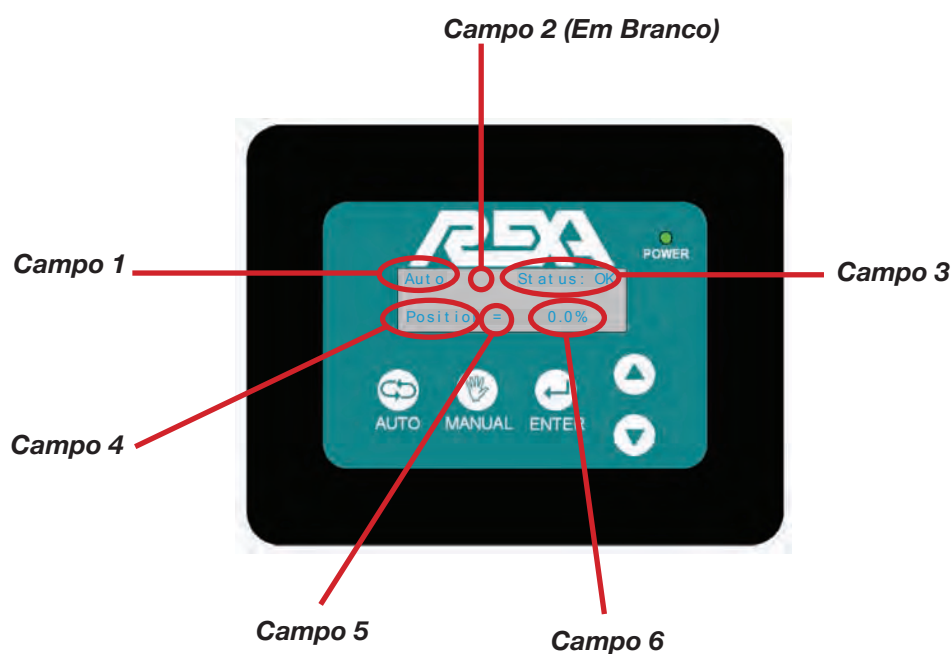 Campo 2 (Em Branco)
REXA
POWER
Campo 1
Auto
Status: OK
Campo 3
Position = 0.0%
AUTO
MANUAL
ENTER
Campo 4
Campo 5
Campo 6